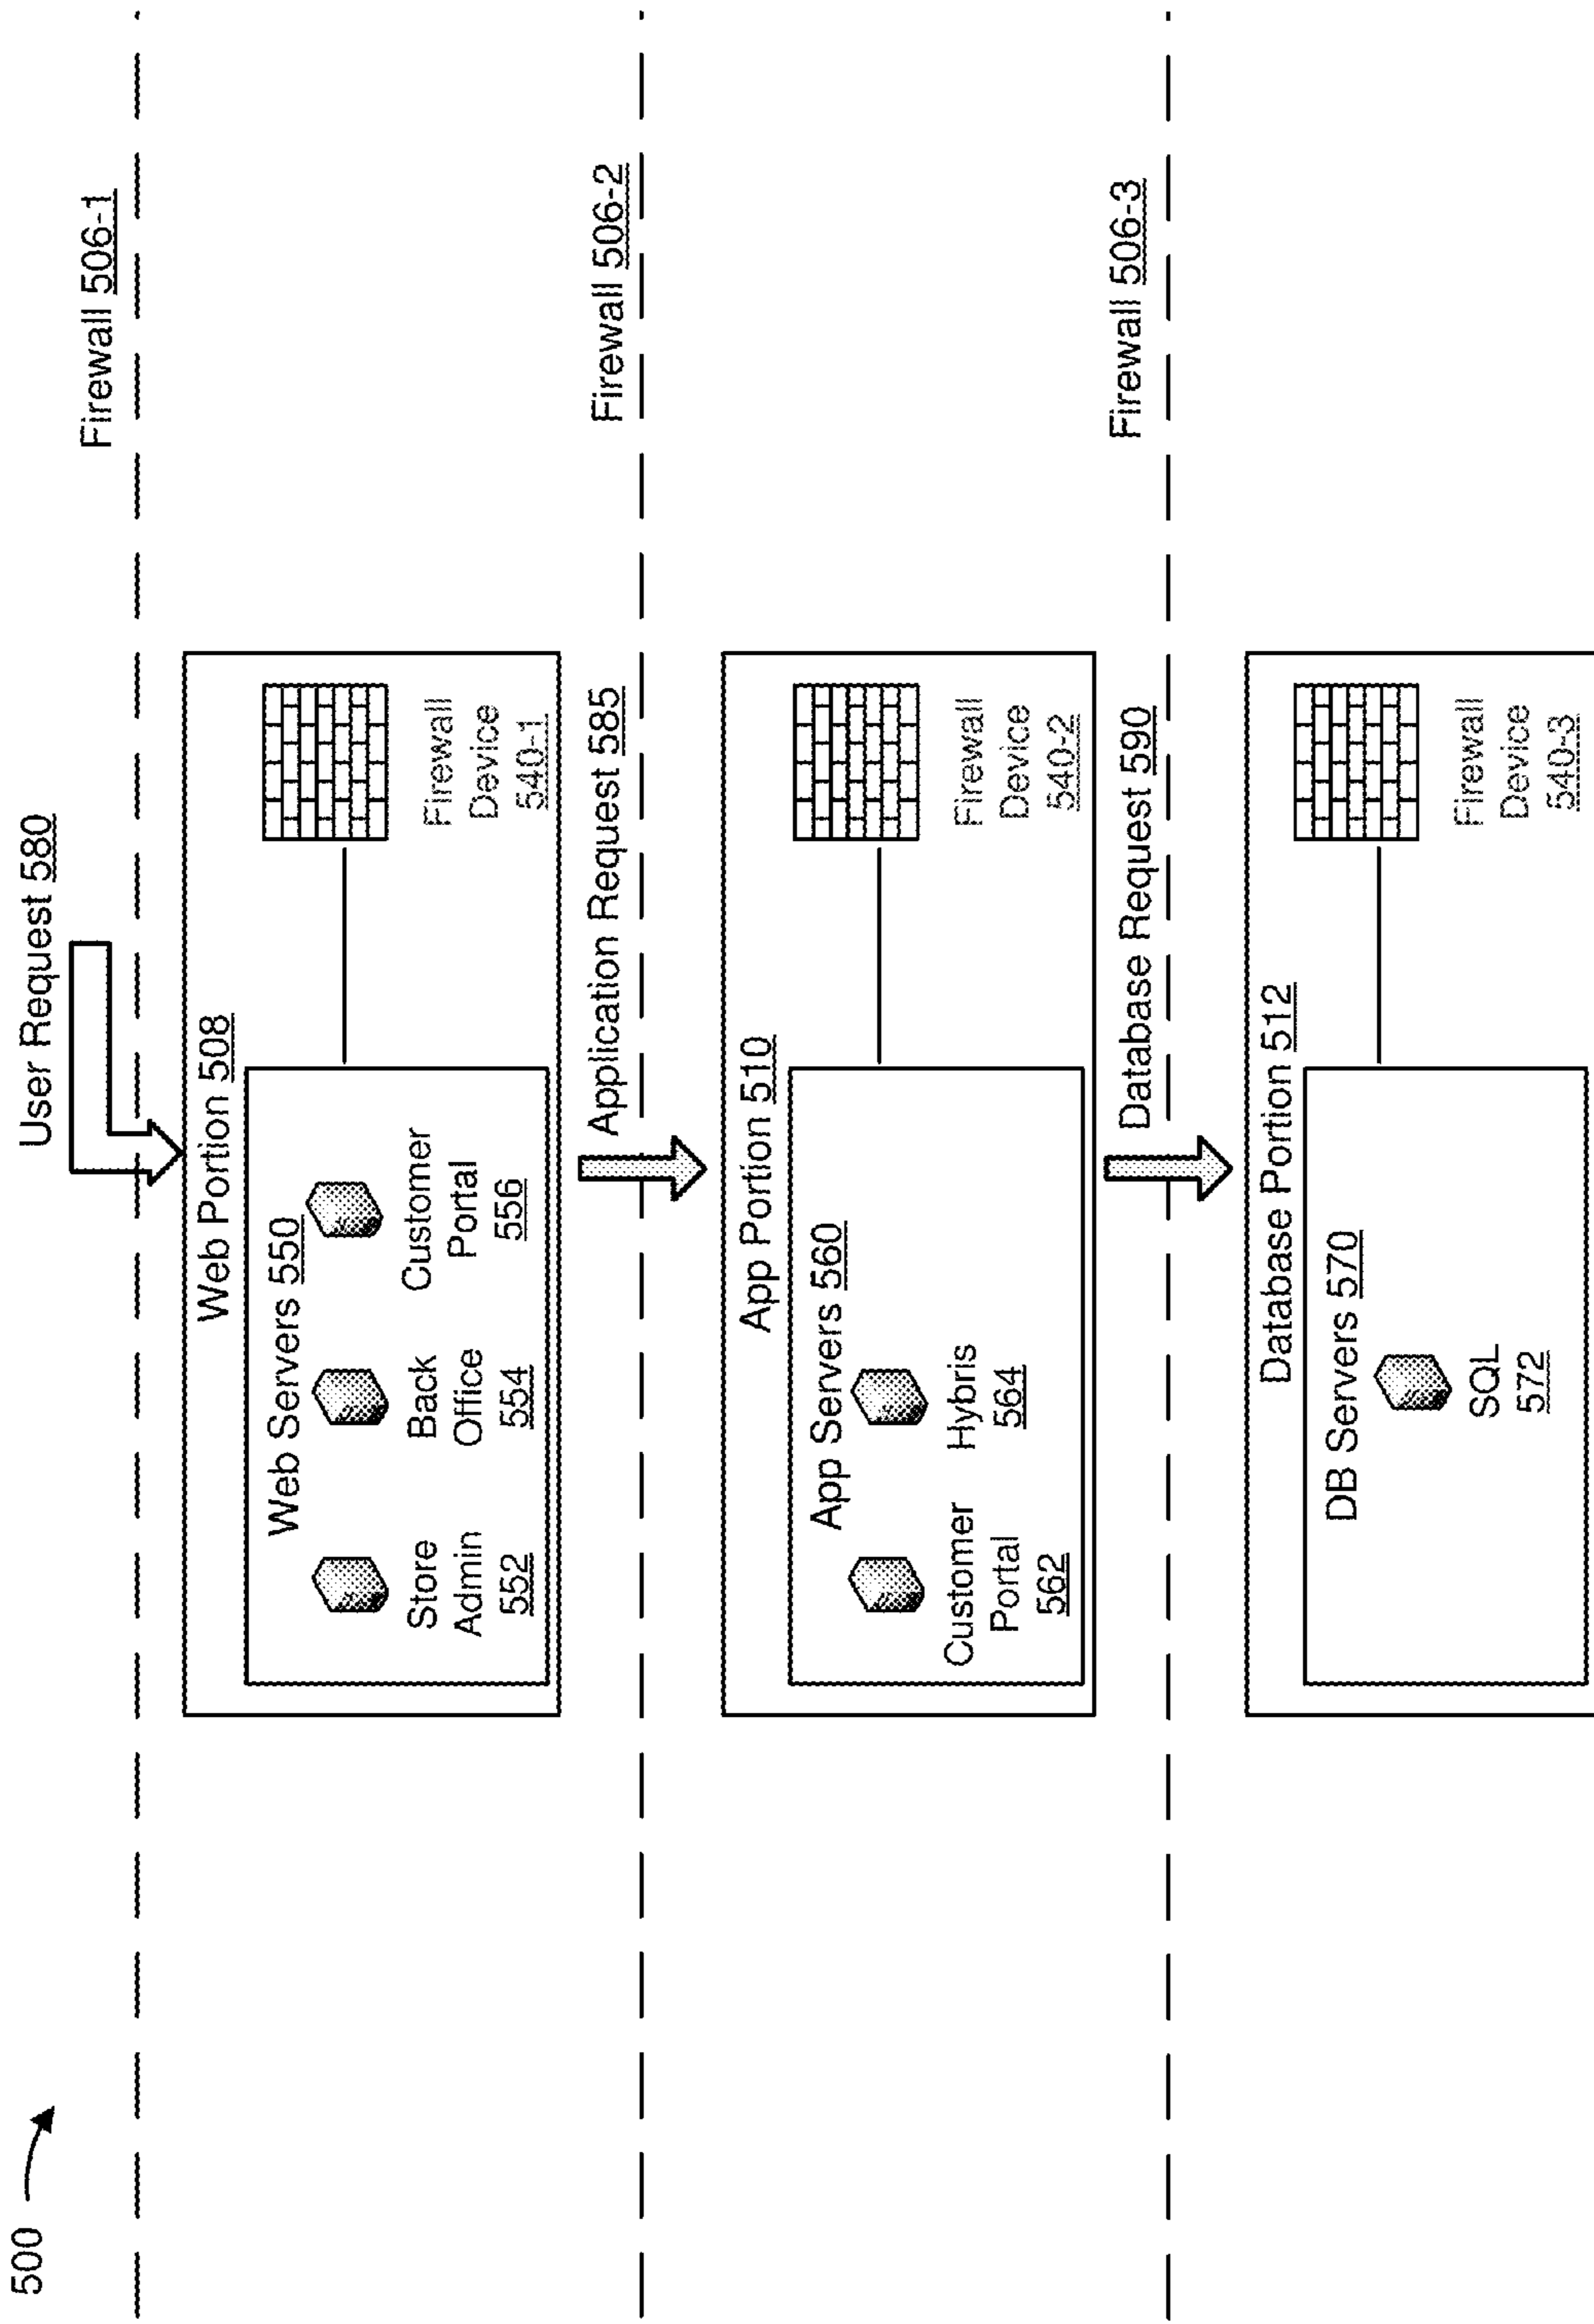 500
User Request 580
Firewall 506-1
Web Portion 508
Web Servers 550
Store
Admin
552
Back
Office
554
Customer
Portal
556
Firewall
Device
540-1
Application Request 585
Firewall 506-2
App Portion 510
App Servers 560
Customer
Portal
562
Hybris
564
Firewall
Device
540-2
Database Request 590
Firewall 506-3
Database Portion 512
DB Servers 570
SQL
572
Firewall
Device
540-3